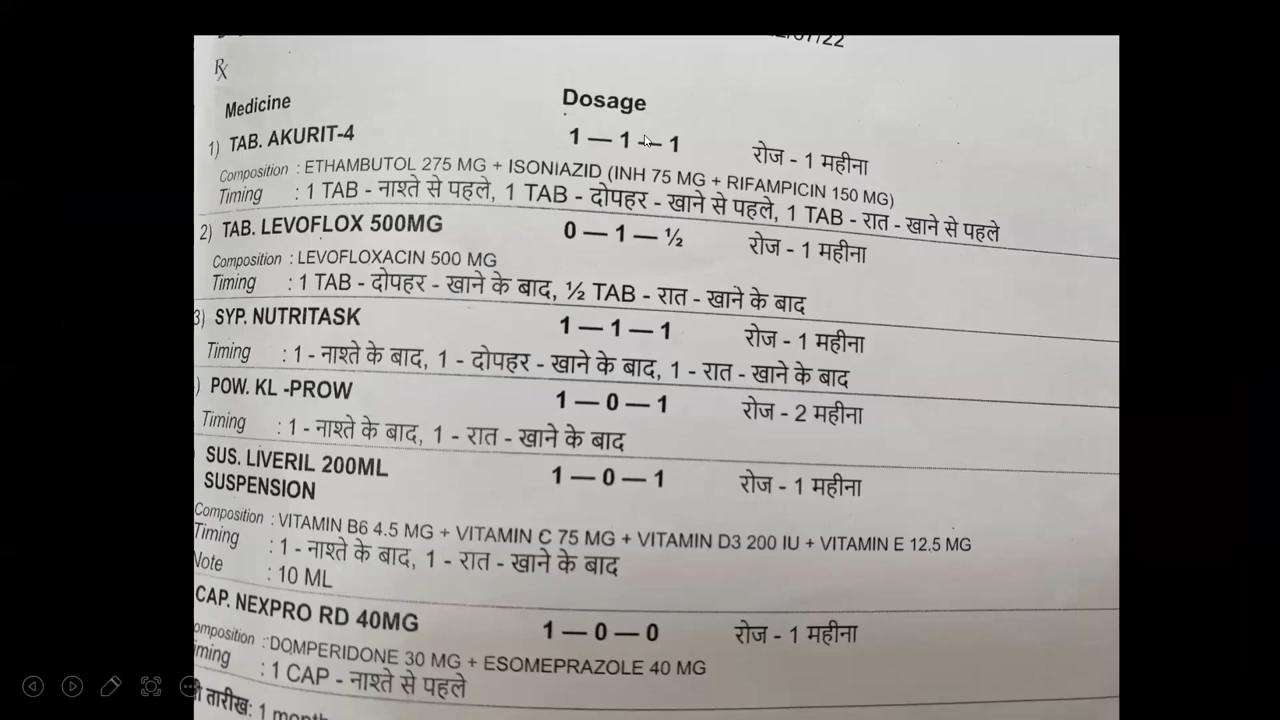 Rx
Medicine Dosage
1) TAB. AKURIT-4 1 — 1 — 1 रोज - 1 महीना
Composition : ETHAMBUTOL 275 MG + ISONIAZID (INH 75 MG + RIFAMPICIN 150 MG)
Timing : 1 TAB - नाश्ते से पहले, 1 TAB - दोपहर - खाने से पहले, 1 TAB - रात - खाने से पहले
2) TAB. LEVOFLOX 500MG 0 — 1 — ½ रोज - 1 महीना
Composition : LEVOFLOXACIN 500 MG
Timing : 1 TAB - दोपहर - खाने के बाद, ½ TAB - रात - खाने के बाद
3) SYP. NUTRITASK 1 — 1 — 1 रोज - 1 महीना
Timing : 1 - नाश्ते के बाद, 1 - दोपहर - खाने के बाद, 1 - रात - खाने के बाद
) POW. KL -PROW 1 — 0 — 1 रोज - 2 महीना
Timing : 1 - नाश्ते के बाद, 1 - रात - खाने के बाद
SUS. LIVERIL 200ML 1 — 0 — 1 रोज - 1 महीना
SUSPENSION
Composition : VITAMIN B6 4.5 MG + VITAMIN C 75 MG + VITAMIN D3 200 IU + VITAMIN E 12.5 MG
Timing : 1 - नाश्ते के बाद, 1 - रात - खाने के बाद
Note : 10 ML
CAP. NEXPRO RD 40MG 1 — 0 — 0 रोज - 1 महीना
omposition : DOMPERIDONE 30 MG + ESOMEPRAZOLE 40 MG
iming : 1 CAP - नाश्ते से पहले
तारीख: 1 month